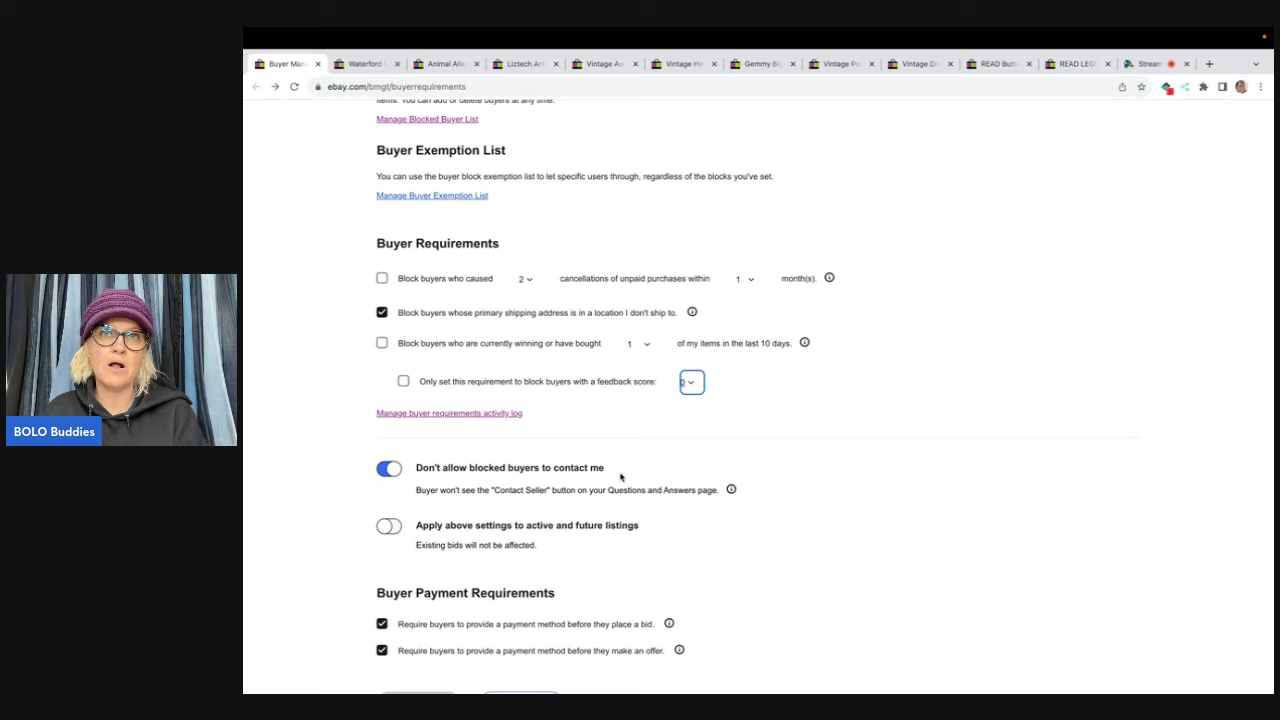 Buyer Man
Waterford
Animal Alle
Liztech Art
Vintage Av
Vintage Ha
Gemmy Big
Vintage Po
Vintage Dis
READ Butt
READ LEG
Stream
ebay.com/bmgt/buyerrequirements
items. You can add or delete buyers at any time.
Manage Blocked Buyer List
Buyer Exemption List
You can use the buyer block exemption list to let specific users through, regardless of the blocks you've set.
Manage Buyer Exemption List
Buyer Requirements
Block buyers who caused 2 cancellations of unpaid purchases within 1 month(s).
Block buyers whose primary shipping address is in a location I don't ship to.
Block buyers who are currently winning or have bought 1 of my items in the last 10 days.
Only set this requirement to block buyers with a feedback score: 0
Manage buyer requirements activity log
Don't allow blocked buyers to contact me
Buyer won't see the "Contact Seller" button on your Questions and Answers page.
Apply above settings to active and future listings
Existing bids will not be affected.
Buyer Payment Requirements
Require buyers to provide a payment method before they place a bid.
Require buyers to provide a payment method before they make an offer.
BOLO Buddies